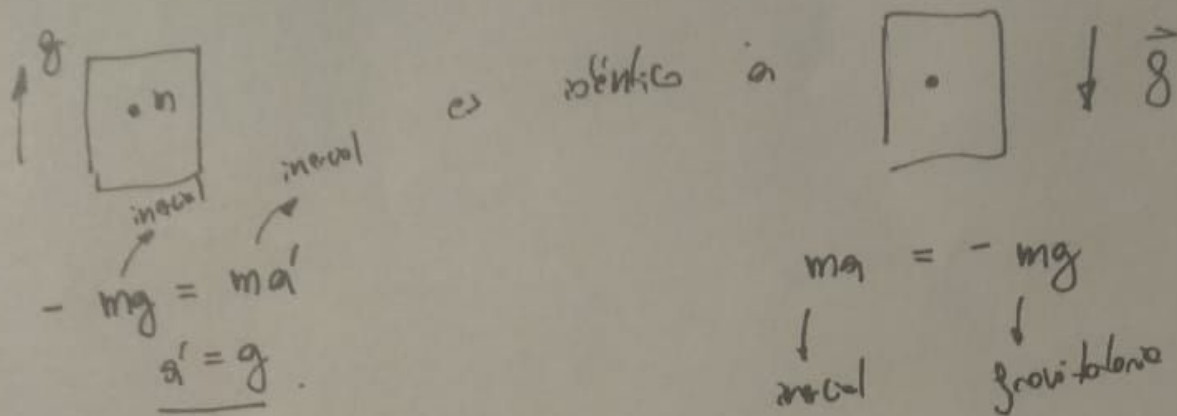 g
m
es idéntico a
g⃗
inercial
inercial
- mg = ma'
a' = g.
ma = - mg
inercial
gravitatoria